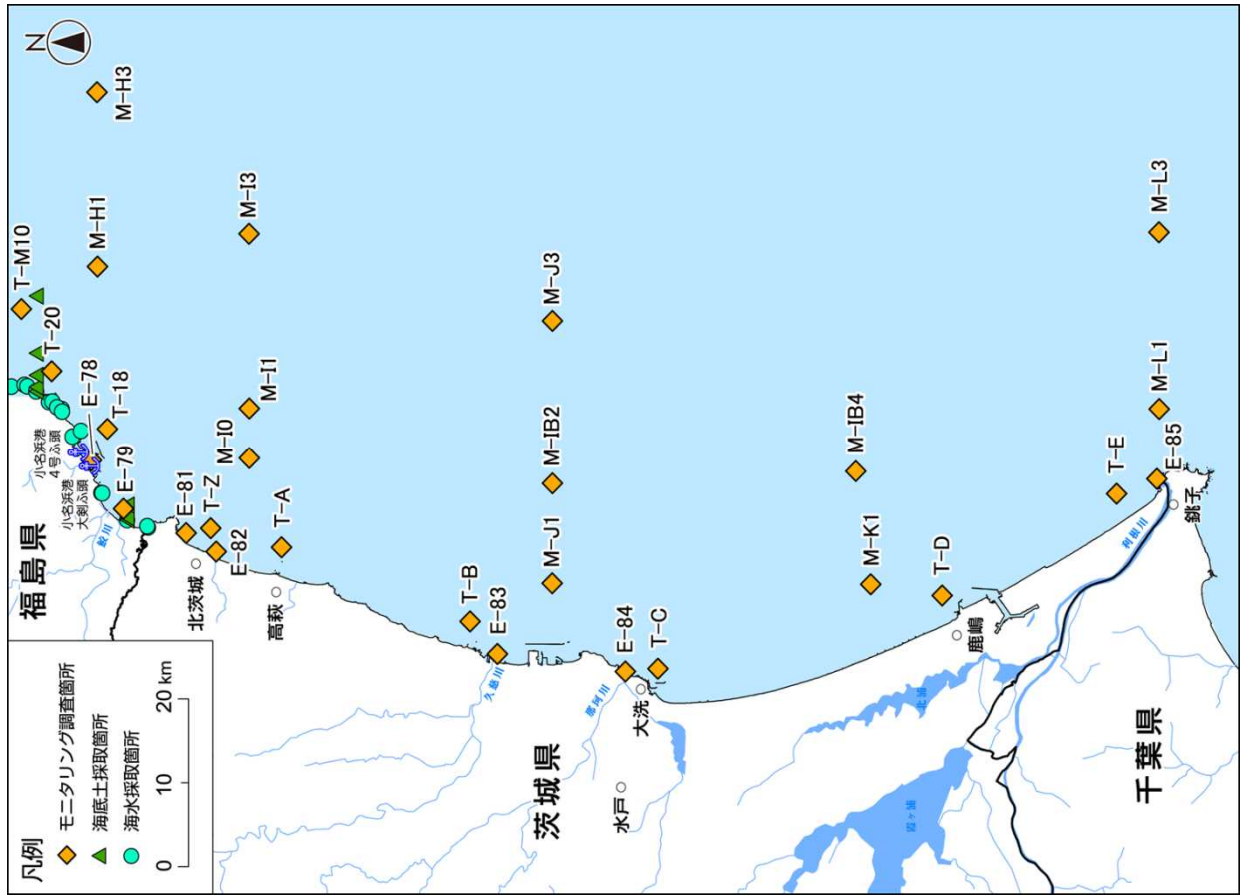 凡例
モニタリング調査箇所
海底土採取箇所
海水採取箇所
0 10 20 km
N
福島県
茨城県
千葉県
鮫川
小名浜港
4号ふ頭
小名浜港
大剣ふ頭
T-M10
T-20
E-78
T-18
E-79
M-H1
M-H3
E-81
T-Z
E-82
北茨城
M-I0
M-I1
M-I3
T-A
高萩
T-B
E-83
久慈川
M-J1
M-IB2
M-J3
E-84
T-C
那珂川
大洗
水戸
M-IB4
M-K1
T-D
鹿嶋
北浦
霞ヶ浦
利根川
T-E
E-85
銚子
M-L1
M-L3